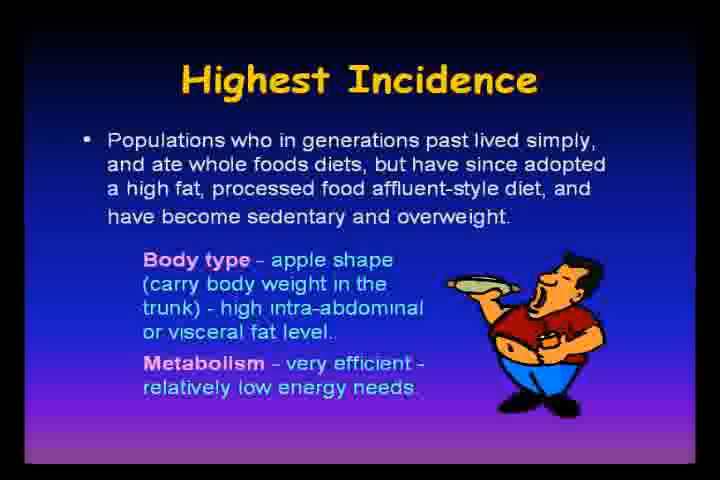 Highest Incidence
• Populations who in generations past lived simply,
and ate whole foods diets, but have since adopted
a high fat, processed food affluent-style diet, and
have become sedentary and overweight.
Body type - apple shape
(carry body weight in the
trunk) - high intra-abdominal
or visceral fat level.
Metabolism - very efficient -
relatively low energy needs.